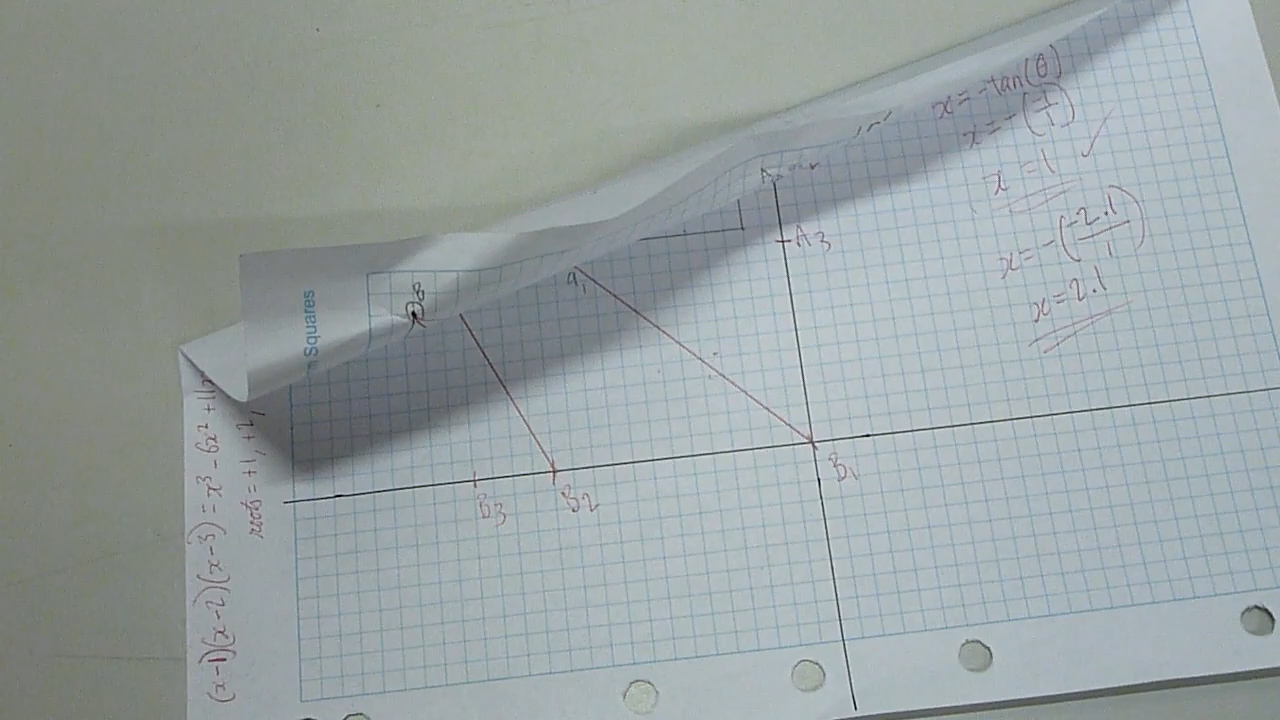 x = -tan(θ)
x = -(-1/1)
x = 1 ✓
x = -(-2.1/1)
x = 2.1
A3
a1
B1
B2
B3
Squares
(x-1)(x-2)(x-3) = x³ - 6x² + 11x
roots = +1, +2,